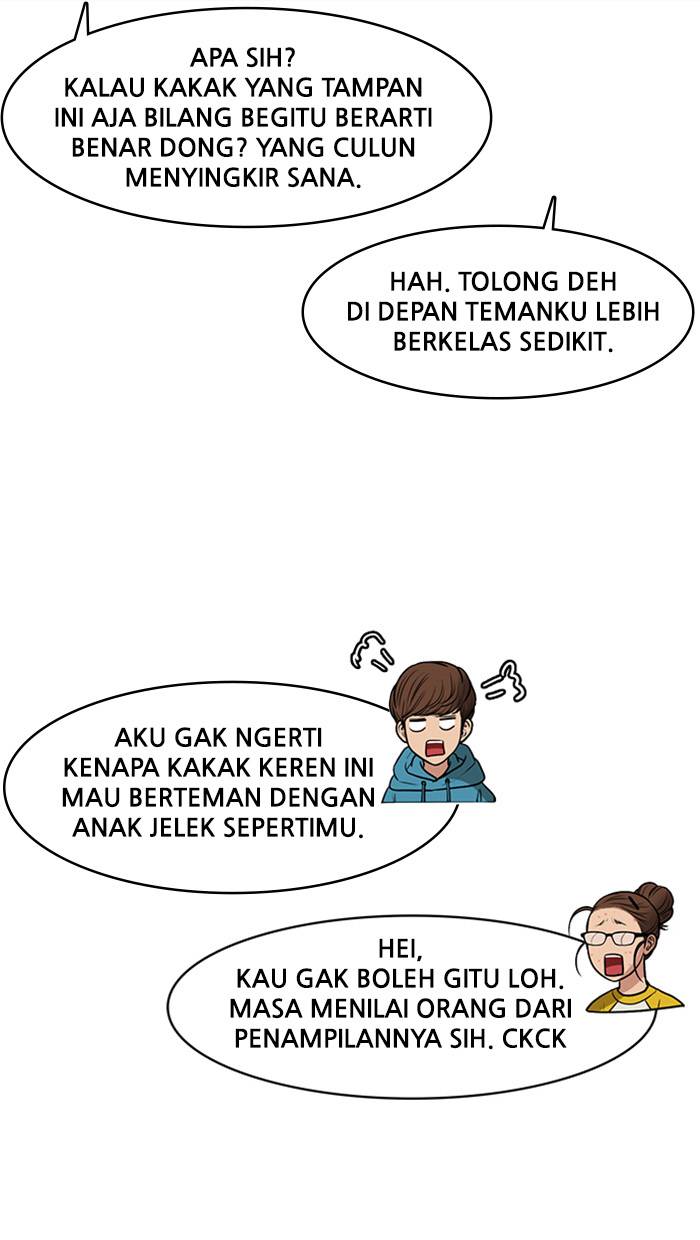 APA SIH?
KALAU KAKAK YANG TAMPAN
INI AJA BILANG BEGITU BERARTI
BENAR DONG? YANG CULUN
MENYINGKIR SANA.
HAH. TOLONG DEH
DI DEPAN TEMANKU LEBIH
BERKELAS SEDIKIT.
AKU GAK NGERTI
KENAPA KAKAK KEREN INI
MAU BERTEMAN DENGAN
ANAK JELEK SEPERTIMU.
HEI,
KAU GAK BOLEH GITU LOH.
MASA MENILAI ORANG DARI
PENAMPILANNYA SIH. CKCK